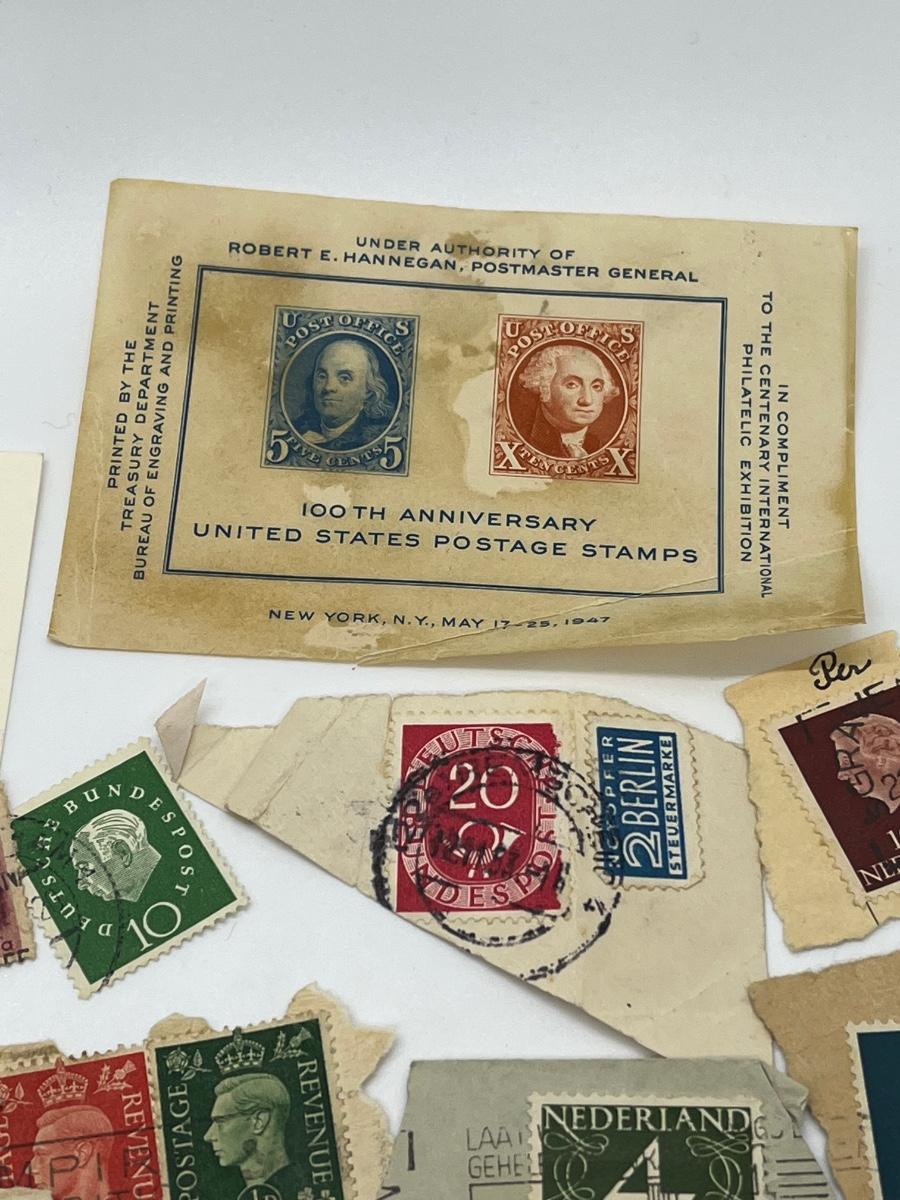 UNDER AUTHORITY OF
ROBERT E. HANNEGAN, POSTMASTER GENERAL
PRINTED BY THE
TREASURY DEPARTMENT
BUREAU OF ENGRAVING AND PRINTING
U S
POST OFFICE
5 FIVE CENTS 5
U S
POST OFFICE
X TEN CENTS X
100TH ANNIVERSARY
UNITED STATES POSTAGE STAMPS
IN COMPLIMENT
TO THE CENTENARY INTERNATIONAL
PHILATELIC EXHIBITION
NEW YORK, N.Y., MAY 17-25, 1947
Per
DEUTSCHE BUNDESPOST
10
20
NOTOPFER
2 BERLIN
STEUERMARKE
REVENUE
POSTAGE
REVENUE
NEDERLAND
4